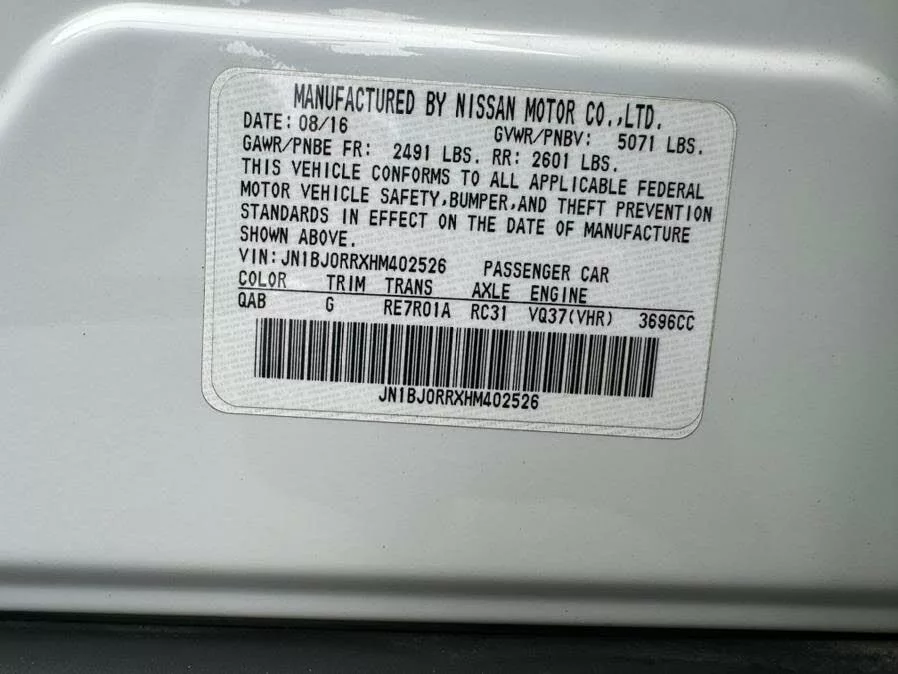 MANUFACTURED BY NISSAN MOTOR CO.,LTD.
DATE: 08/16 GVWR/PNBV: 5071 LBS.
GAWR/PNBE FR: 2491 LBS. RR: 2601 LBS.
THIS VEHICLE CONFORMS TO ALL APPLICABLE FEDERAL
MOTOR VEHICLE SAFETY,BUMPER,AND THEFT PREVENTION
STANDARDS IN EFFECT ON THE DATE OF MANUFACTURE
SHOWN ABOVE.
VIN: JN1BJ0RRXHM402526 PASSENGER CAR
COLOR TRIM TRANS AXLE ENGINE
QAB G RE7R01A RC31 VQ37(VHR) 3696CC
JN1BJ0RRXHM402526